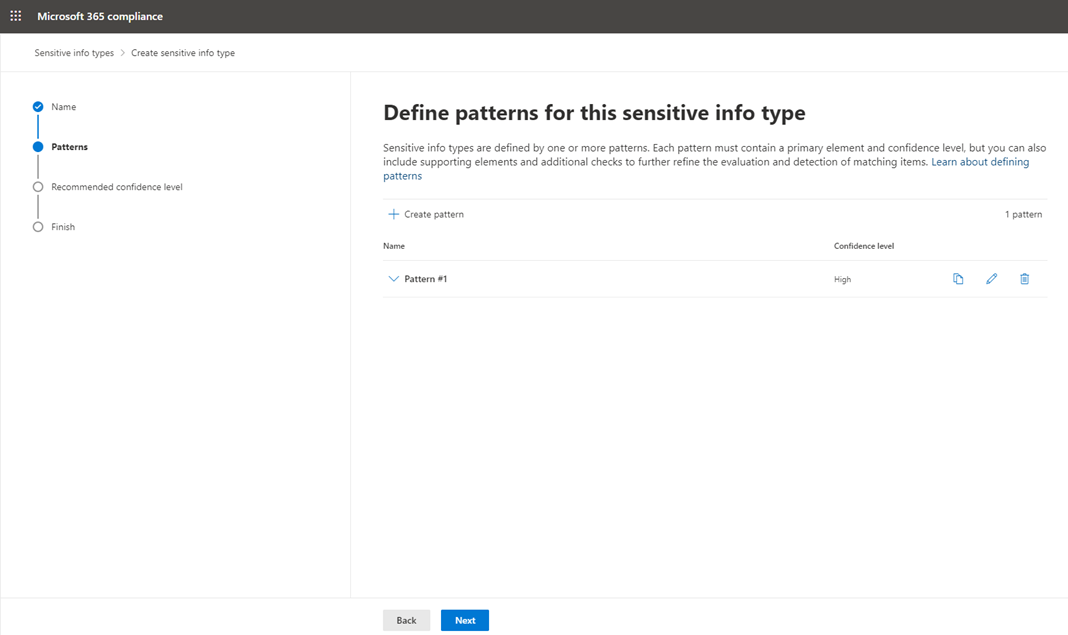 Microsoft 365 compliance
Sensitive info types > Create sensitive info type
Name
Patterns
Recommended confidence level
Finish
Define patterns for this sensitive info type
Sensitive info types are defined by one or more patterns. Each pattern must contain a primary element and confidence level, but you can also
include supporting elements and additional checks to further refine the evaluation and detection of matching items. Learn about defining
patterns
Create pattern 1 pattern
Name Confidence level
Pattern #1 High
Back Next